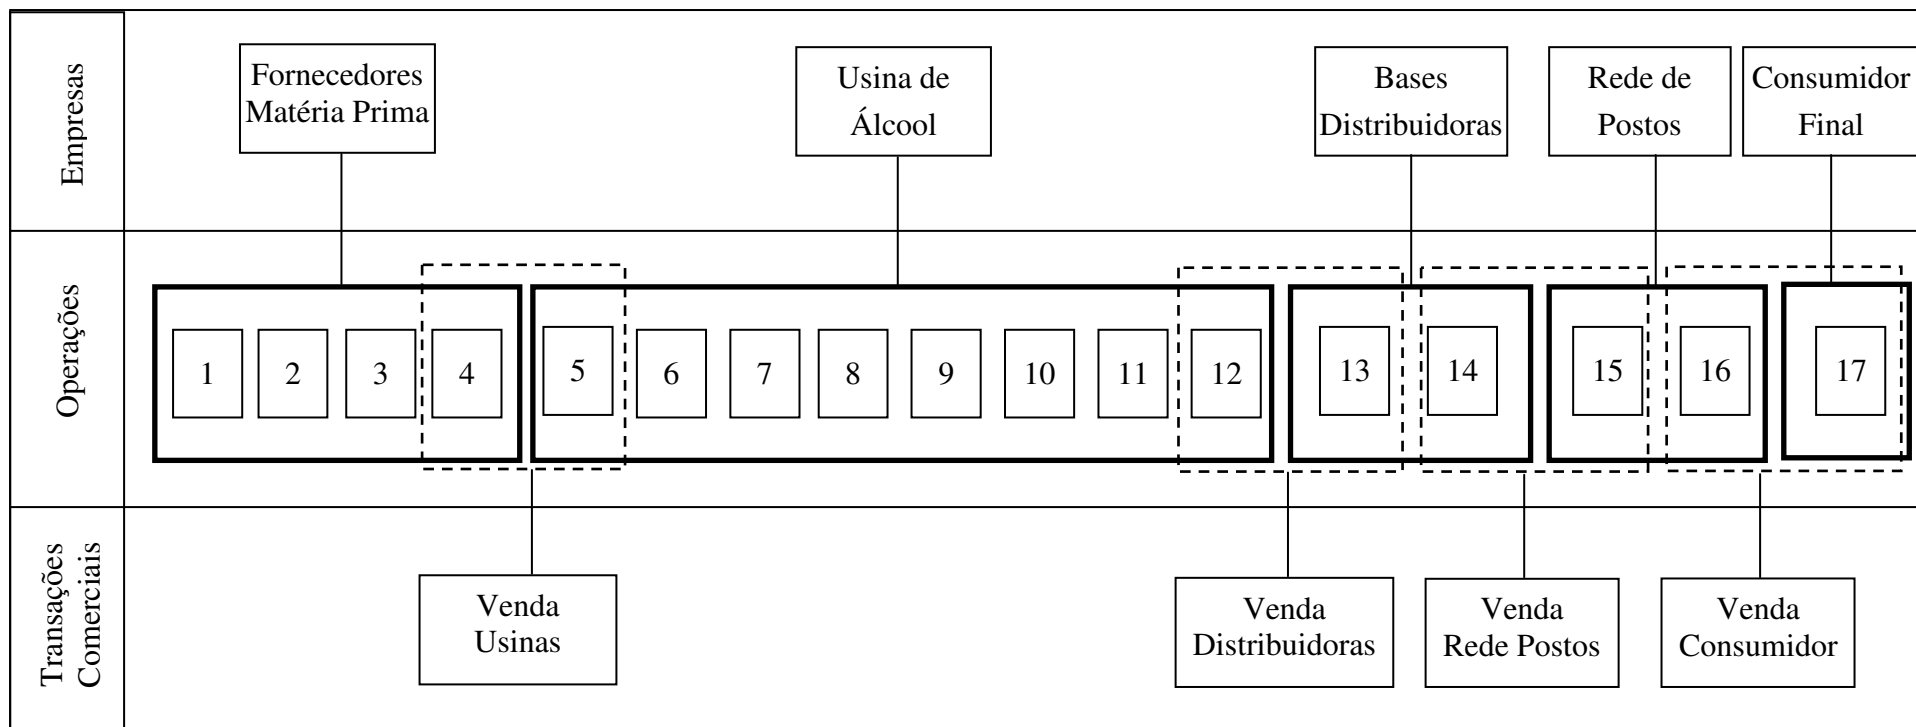 Empresas
Fornecedores
Matéria Prima
Usina de
Álcool
Bases
Distribuidoras
Rede de
Postos
Consumidor
Final
Operações
1
2
3
4
5
6
7
8
9
10
11
12
13
14
15
16
17
Transações
Comerciais
Venda
Usinas
Venda
Distribuidoras
Venda
Rede Postos
Venda
Consumidor